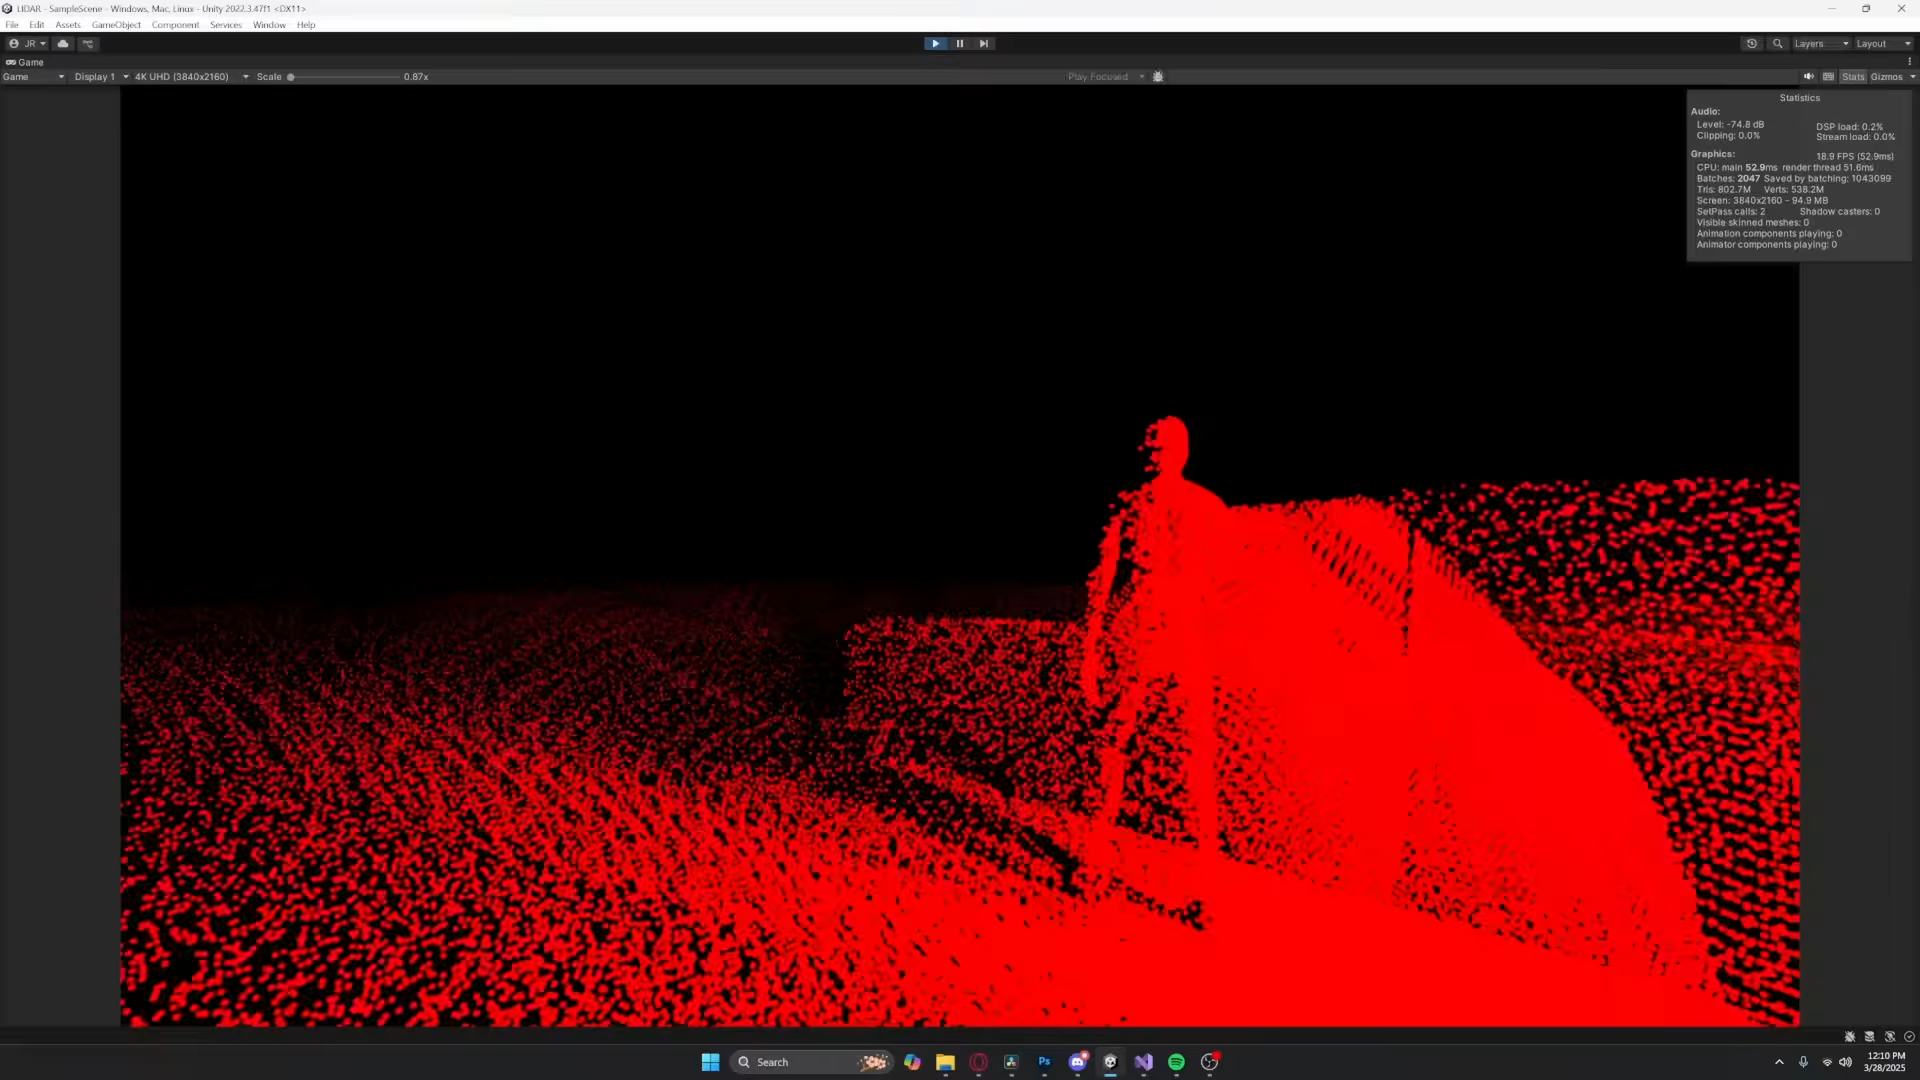 LIDAR - SampleScene - Windows, Mac, Linux - Unity 2022.3.47f1 <DX11>
File Edit Assets GameObject Component Services Window Help
JR Layers Layout
Game
Game Display 1 4K UHD (3840x2160) Scale 0.87x Play Focused Stats Gizmos
Statistics
Audio:
Level: -74.8 dB DSP load: 0.2%
Clipping: 0.0% Stream load: 0.0%
Graphics: 18.9 FPS (52.9ms)
CPU: main 52.9ms render thread 51.6ms
Batches: 2047 Saved by batching: 1043099
Tris: 802.7M Verts: 538.2M
Screen: 3840x2160 - 94.9 MB
SetPass calls: 2 Shadow casters: 0
Visible skinned meshes: 0
Animation components playing: 0
Animator components playing: 0
Search Ps 12:10 PM
3/28/2025